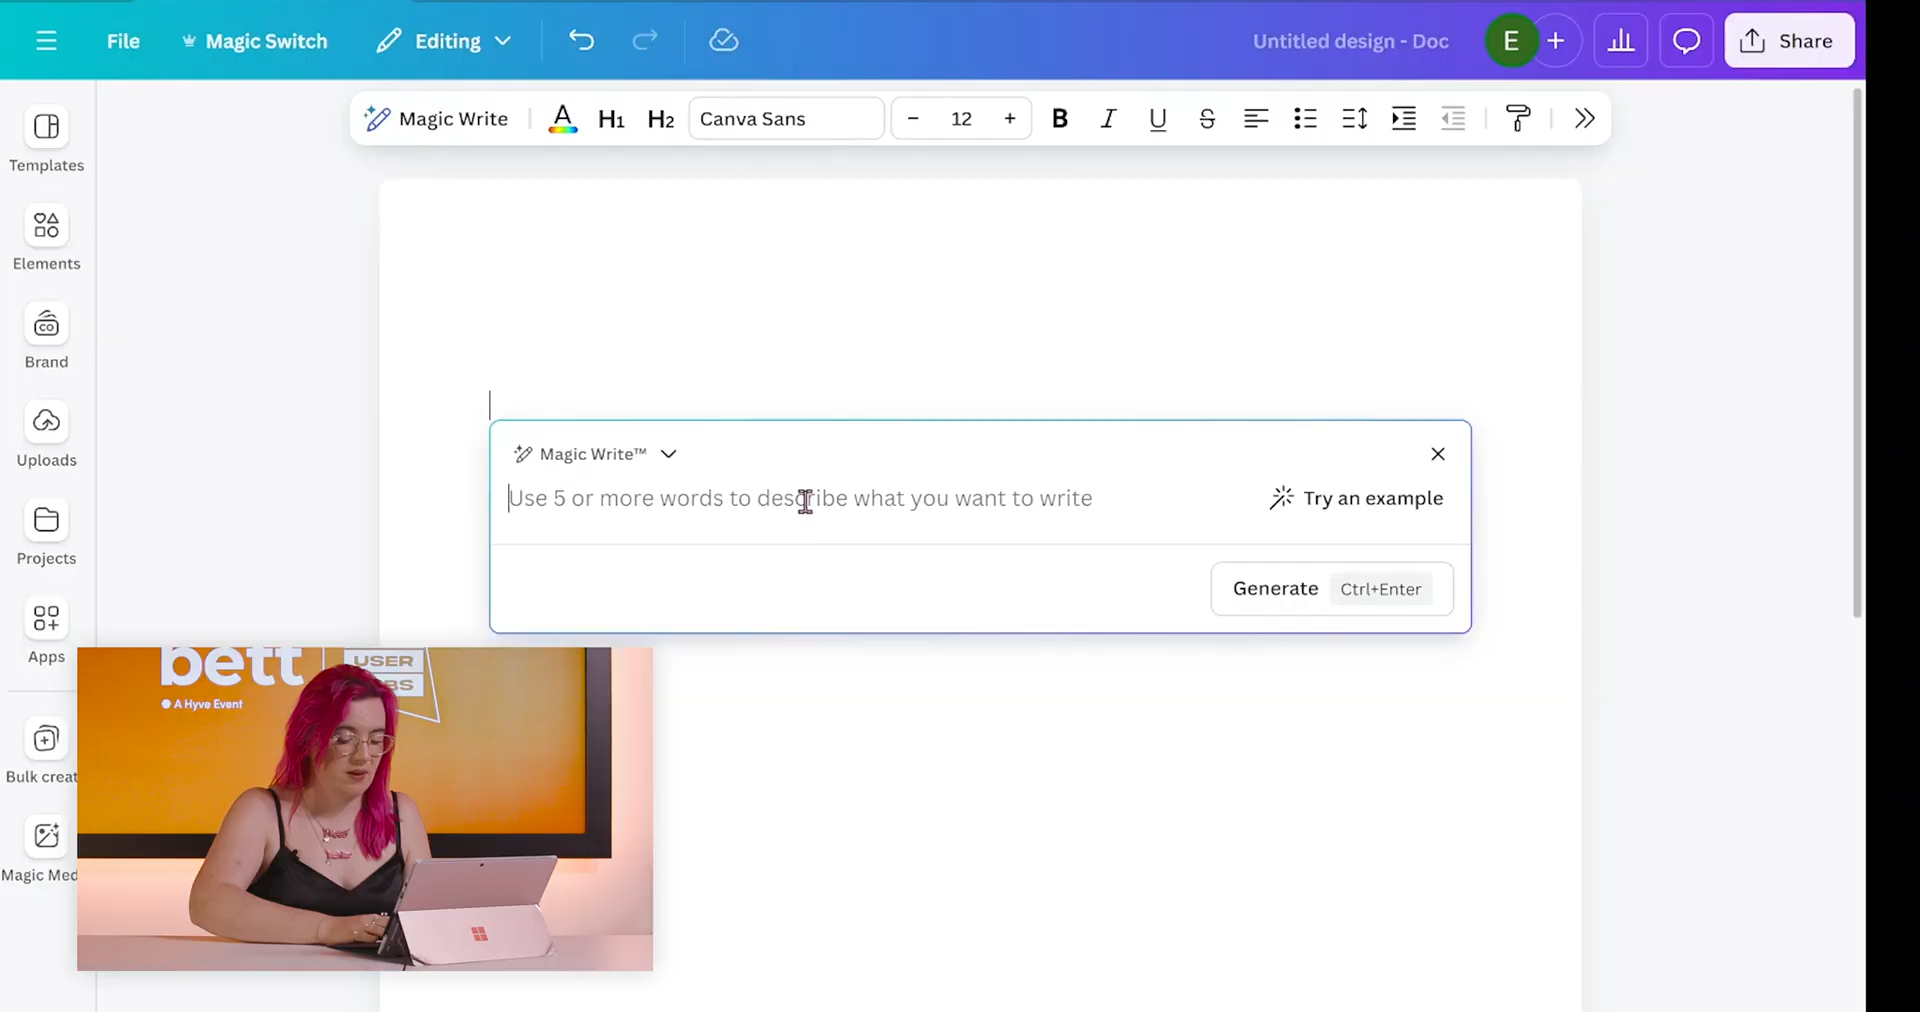 File
Magic Switch
Editing
Untitled design - Doc
E
Share
Magic Write
A
H1
H2
Canva Sans
− 12 +
B
I
U
S
Templates
Elements
CO
Brand
Uploads
Projects
Apps
Bulk creat
Magic Med
Magic Write™
Use 5 or more words to describe what you want to write
Try an example
Generate
Ctrl+Enter
bett
A Hyve Event
USER
BS